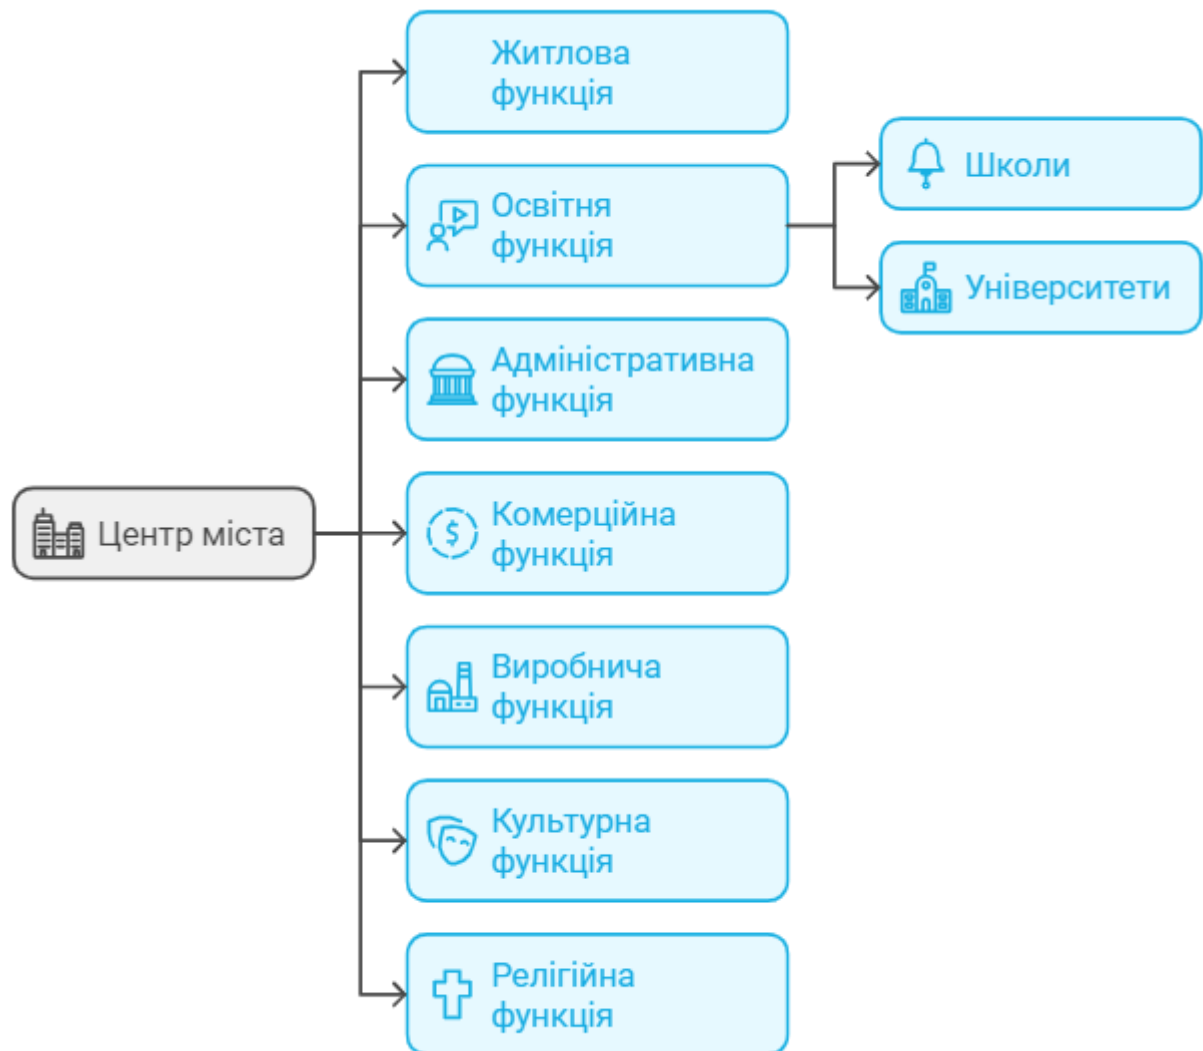 Житлова
функція
Освітня
функція
Школи
Університети
Адміністративна
функція
Центр міста
Комерційна
функція
$
Виробнича
функція
Культурна
функція
Релігійна
функція